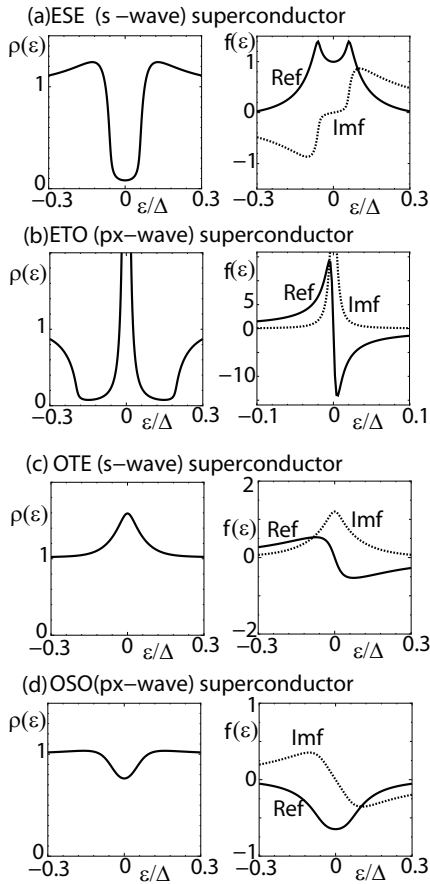 (a)ESE (s −wave) superconductor
ρ(ε)
1
0
−0.3 0 0.3
ε/Δ
f(ε)
1
0
−1
Ref
Imf
−0.3 0 0.3
ε/Δ
(b)ETO (px−wave) superconductor
ρ(ε)
1
0
−0.3 0 0.3
ε/Δ
f(ε)
5
0
−10
Ref
Imf
−0.1 0 0.1
ε/Δ
(c) OTE (s−wave) superconductor
ρ(ε)
1
0
−0.3 0 0.3
ε/Δ
2
f(ε)
0
−2
Ref
Imf
−0.3 0 0.3
ε/Δ
(d) OSO(px−wave) superconductor
ρ(ε)
1
0
−0.3 0 0.3
ε/Δ
1
f(ε)
0
−1
Imf
Ref
−0.3 0 0.3
ε/Δ